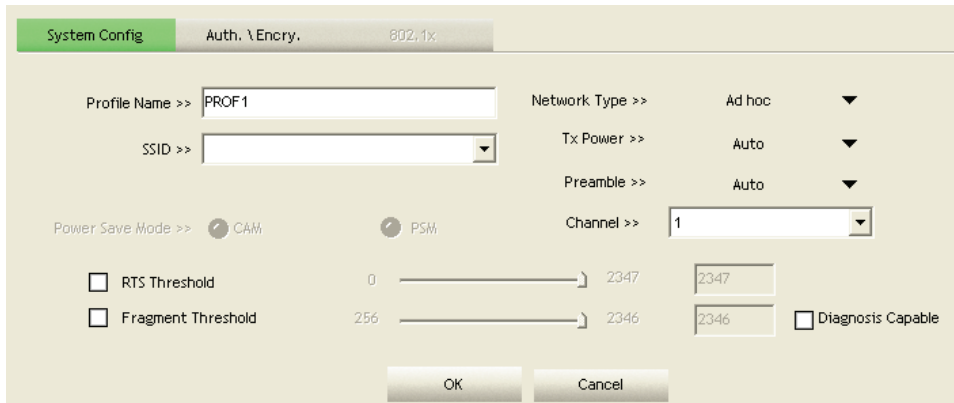 System Config Auth. \ Encry. 802.1x
Profile Name >> PROF1 Network Type >> Ad hoc
SSID >> Tx Power >> Auto
Preamble >> Auto
Power Save Mode >> CAM PSM Channel >> 1
RTS Threshold 0 2347 2347
Fragment Threshold 256 2346 2346 Diagnosis Capable
OK Cancel